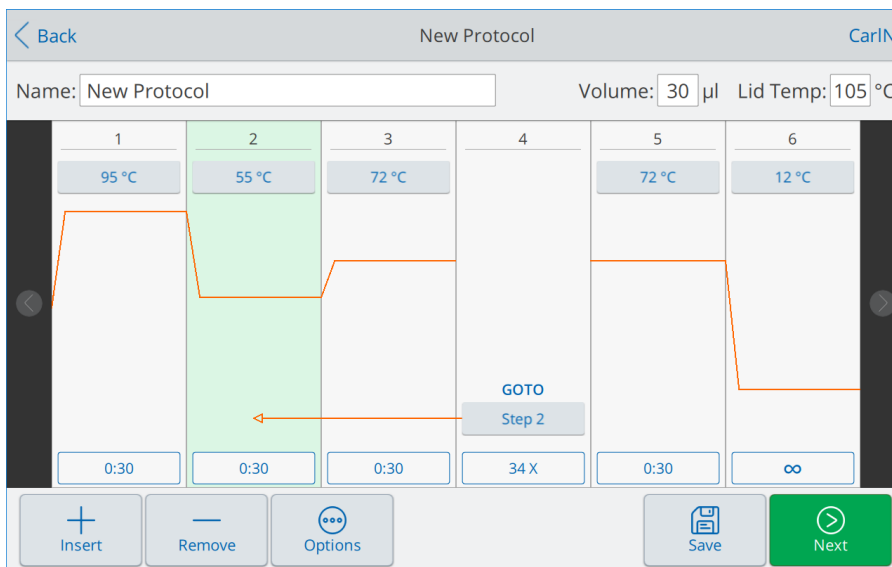 Back New Protocol
Name: New Protocol Volume: 30 µl Lid Temp: 105 °C
1 2 3 4 5 6
95 °C 55 °C 72 °C 72 °C 12 °C
GOTO
Step 2
0:30 0:30 0:30 34 X 0:30 ∞
Insert Remove Options Save Next